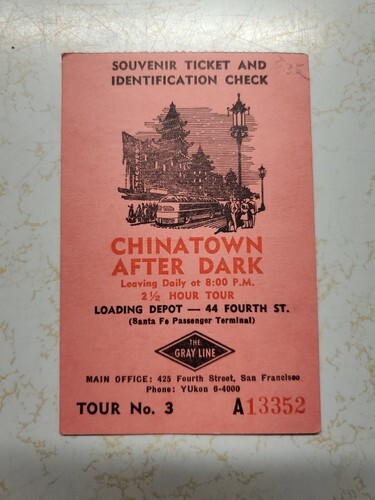 SOUVENIR TICKET AND
IDENTIFICATION CHECK
CHINATOWN
AFTER DARK
Leaving Daily at 8:00 P.M.
2½ HOUR TOUR
LOADING DEPOT — 44 FOURTH ST.
(Santa Fe Passenger Terminal)
THE
GRAY LINE
MAIN OFFICE: 425 Fourth Street, San Francisco
Phone: YUkon 6-4000
TOUR No. 3 A13352